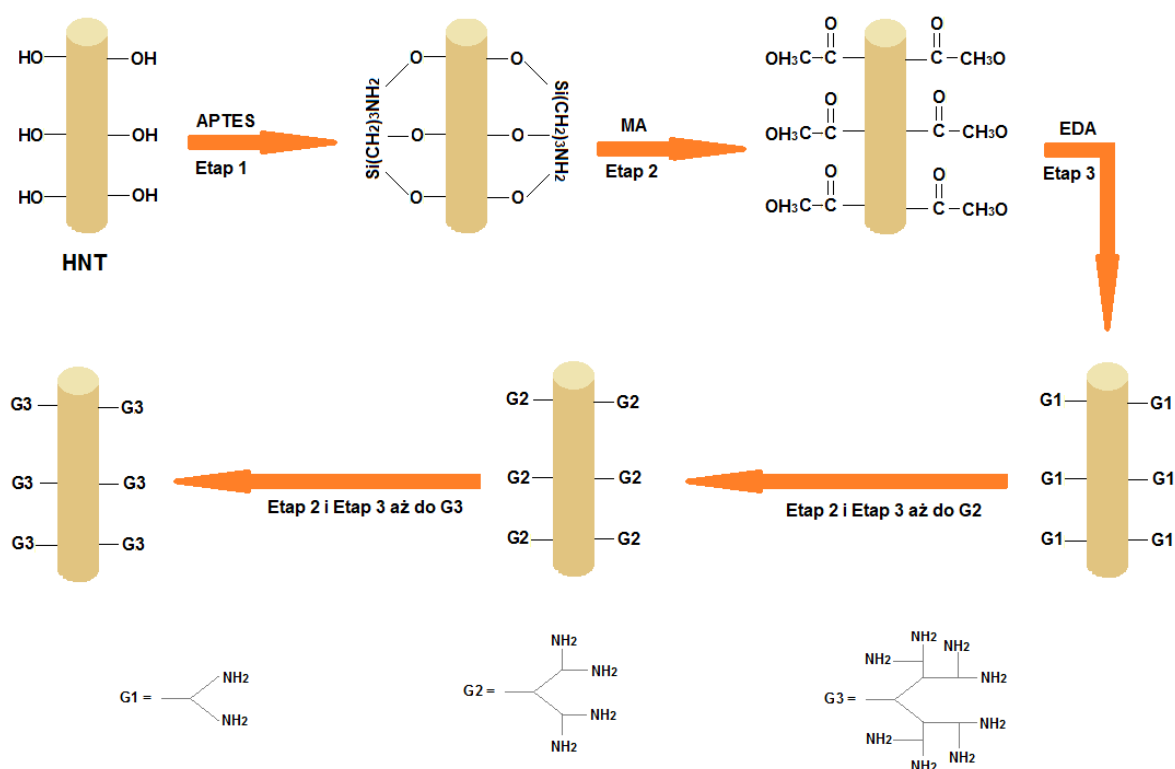 HO OH
HO OH
HO OH
HNT
APTES
Etap 1
O O
O O
O O
Si(CH2)3NH2
Si(CH2)3NH2
MA
Etap 2
O O
OH3C-C C-CH3O
O O
OH3C-C C-CH3O
O O
OH3C-C C-CH3O
EDA
Etap 3
G3 G3
G3 G3
G3 G3
Etap 2 i Etap 3 aż do G3
G2 G2
G2 G2
G2 G2
Etap 2 i Etap 3 aż do G2
G1 G1
G1 G1
G1 G1
G1 =
NH2
NH2
G2 =
NH2
NH2
NH2
NH2
G3 =
NH2 NH2
NH2
NH2
NH2
NH2
NH2
NH2